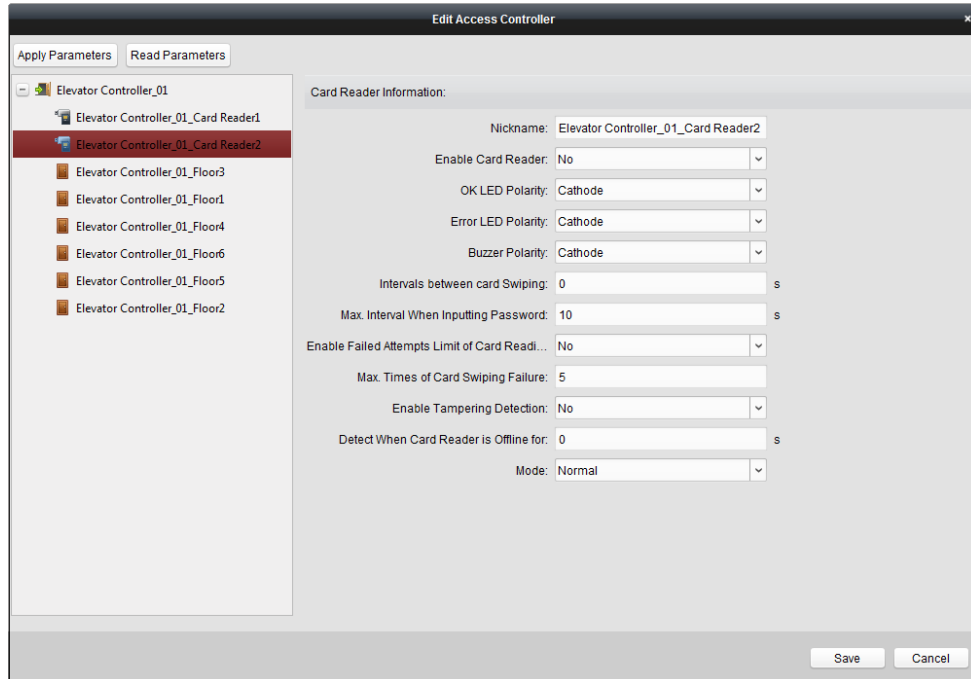 Edit Access Controller
×
Apply Parameters Read Parameters
Elevator Controller_01
Elevator Controller_01_Card Reader1
Elevator Controller_01_Card Reader2
Elevator Controller_01_Floor3
Elevator Controller_01_Floor1
Elevator Controller_01_Floor4
Elevator Controller_01_Floor6
Elevator Controller_01_Floor5
Elevator Controller_01_Floor2
Card Reader Information:
Nickname: Elevator Controller_01_Card Reader2
Enable Card Reader: No
OK LED Polarity: Cathode
Error LED Polarity: Cathode
Buzzer Polarity: Cathode
Intervals between card Swiping: 0 s
Max. Interval When Inputting Password: 10 s
Enable Failed Attempts Limit of Card Readi... No
Max. Times of Card Swiping Failure: 5
Enable Tampering Detection: No
Detect When Card Reader is Offline for: 0 s
Mode: Normal
Save Cancel